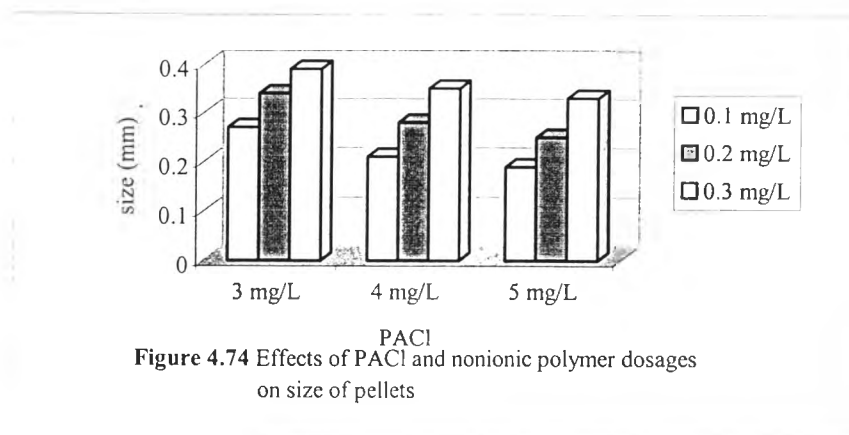 0.4
0.3
0.2
0.1
0
size (mm)
3 mg/L
4 mg/L
5 mg/L
PACl
0.1 mg/L
0.2 mg/L
0.3 mg/L
Figure 4.74 Effects of PACl and nonionic polymer dosages
on size of pellets